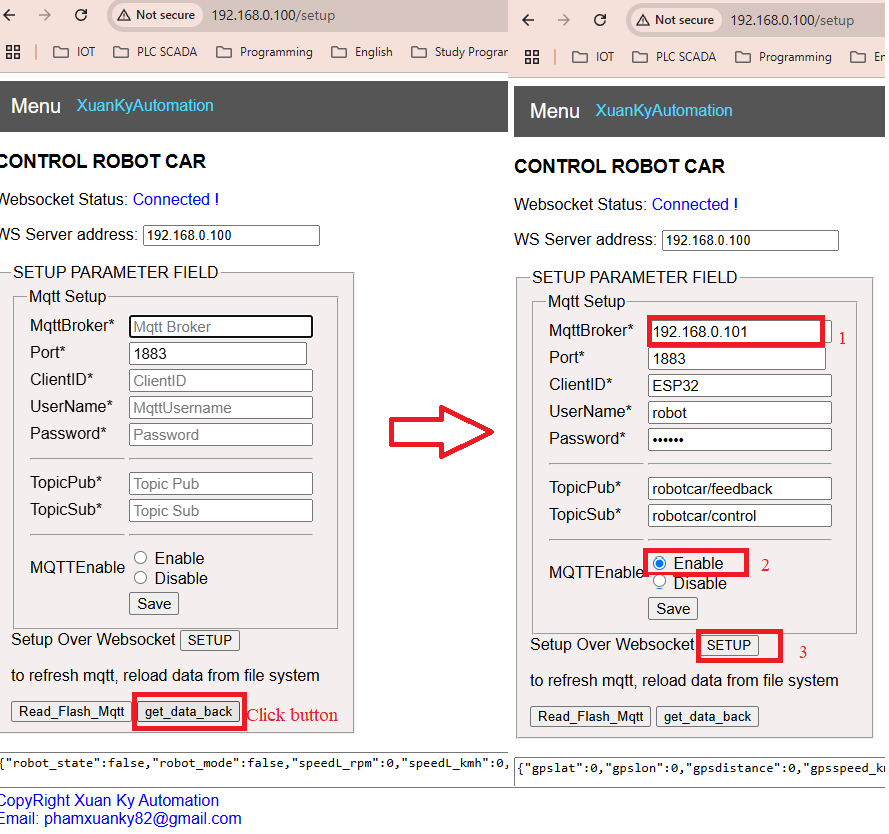 Not secure 192.168.0.100/setup
IOT PLC SCADA Programming English Study Progran
Menu XuanKyAutomation
CONTROL ROBOT CAR
Websocket Status: Connected !
WS Server address: 192.168.0.100
SETUP PARAMETER FIELD
Mqtt Setup
MqttBroker* Mqtt Broker
Port* 1883
ClientID* ClientID
UserName* MqttUsername
Password* Password
TopicPub* Topic Pub
TopicSub* Topic Sub
MQTTEnable Enable
Disable
Save
Setup Over Websocket SETUP
to refresh mqtt, reload data from file system
Read_Flash_Mqtt get_data_back Click button
{"robot_state":false,"robot_mode":false,"speedL_rpm":0,"speedL_kmh":0,
CopyRight Xuan Ky Automation
Email: phamxuanky82@gmail.com
Not secure 192.168.0.100/setup
IOT PLC SCADA Programming En
Menu XuanKyAutomation
CONTROL ROBOT CAR
Websocket Status: Connected !
WS Server address: 192.168.0.100
SETUP PARAMETER FIELD
Mqtt Setup
MqttBroker* 192.168.0.101 1
Port* 1883
ClientID* ESP32
UserName* robot
Password* ••••••
TopicPub* robotcar/feedback
TopicSub* robotcar/control
MQTTEnable Enable 2
Disable
Save
Setup Over Websocket SETUP 3
to refresh mqtt, reload data from file system
Read_Flash_Mqtt get_data_back
{"gpslat":0,"gpslon":0,"gpsdistance":0,"gpsspeed_km